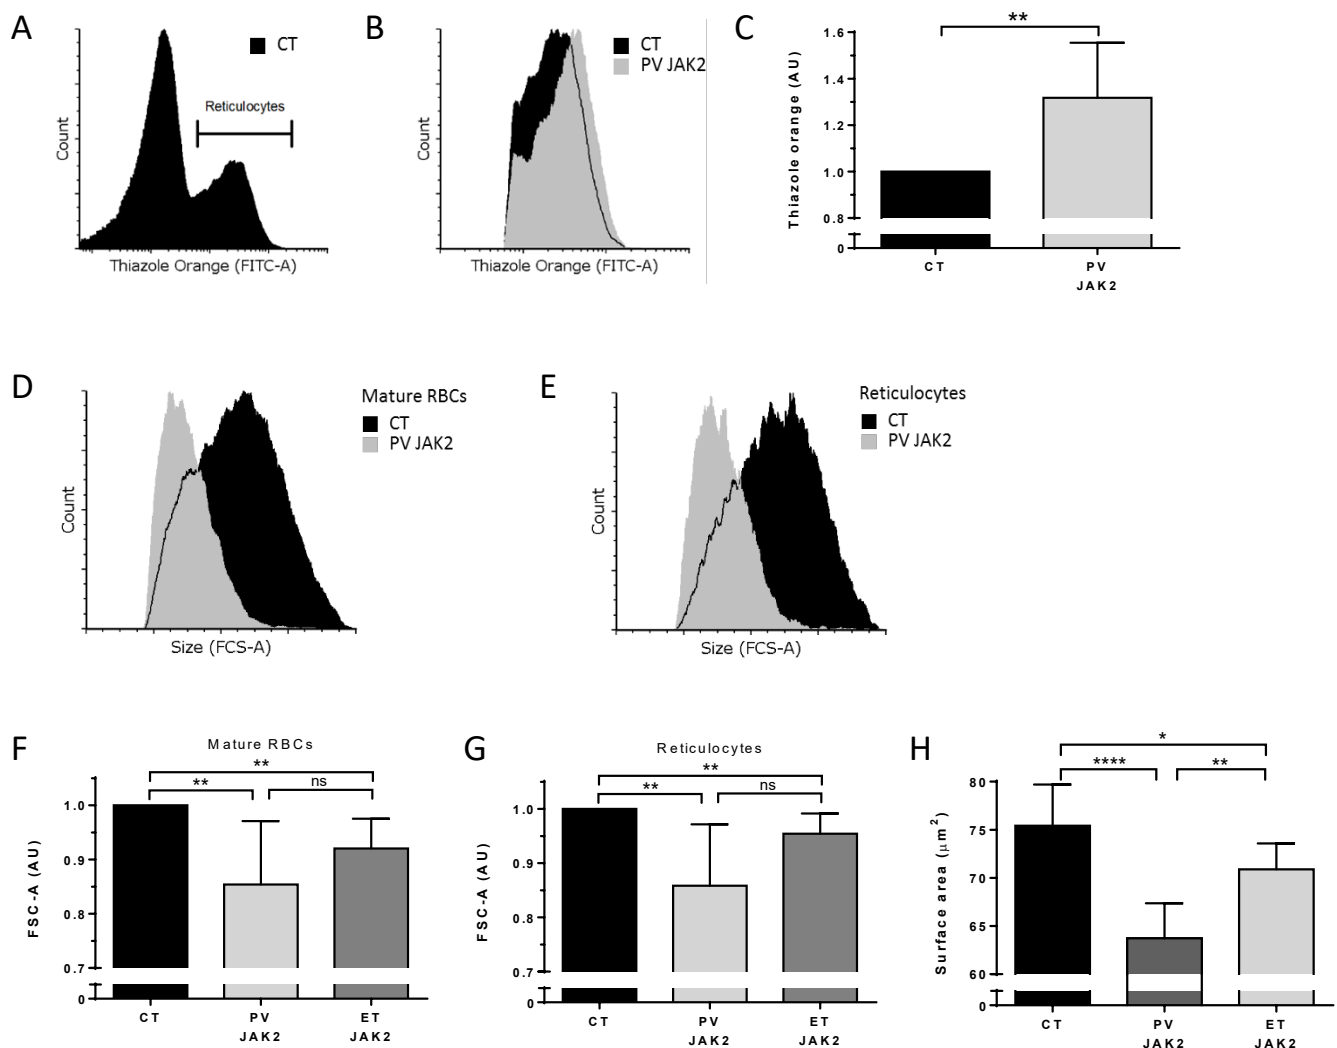 A
CT
Reticulocytes
Count
Thiazole Orange (FITC-A)
B
CT
PV JAK2
Count
Thiazole Orange (FITC-A)
C
**
Thiazole orange (AU)
1.6
1.4
1.2
1.0
0.8
0
CT
PV
JAK2
D
Mature RBCs
CT
PV JAK2
Count
Size (FCS-A)
E
Reticulocytes
CT
PV JAK2
Count
Size (FCS-A)
F
Mature RBCs
**
**
ns
FSC-A (AU)
1.0
0.9
0.8
0.7
0
CT
PV
JAK2
ET
JAK2
G
Reticulocytes
**
**
ns
FSC-A (AU)
1.0
0.9
0.8
0.7
0
CT
PV
JAK2
ET
JAK2
H
*
****
**
Surface area (μm²)
80
75
70
65
60
0
CT
PV
JAK2
ET
JAK2